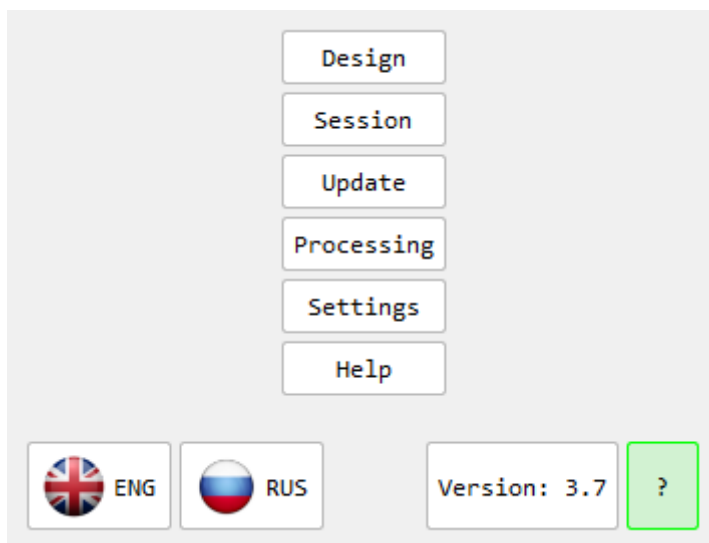 Design
Session
Update
Processing
Settings
Help
ENG RUS Version: 3.7 ?